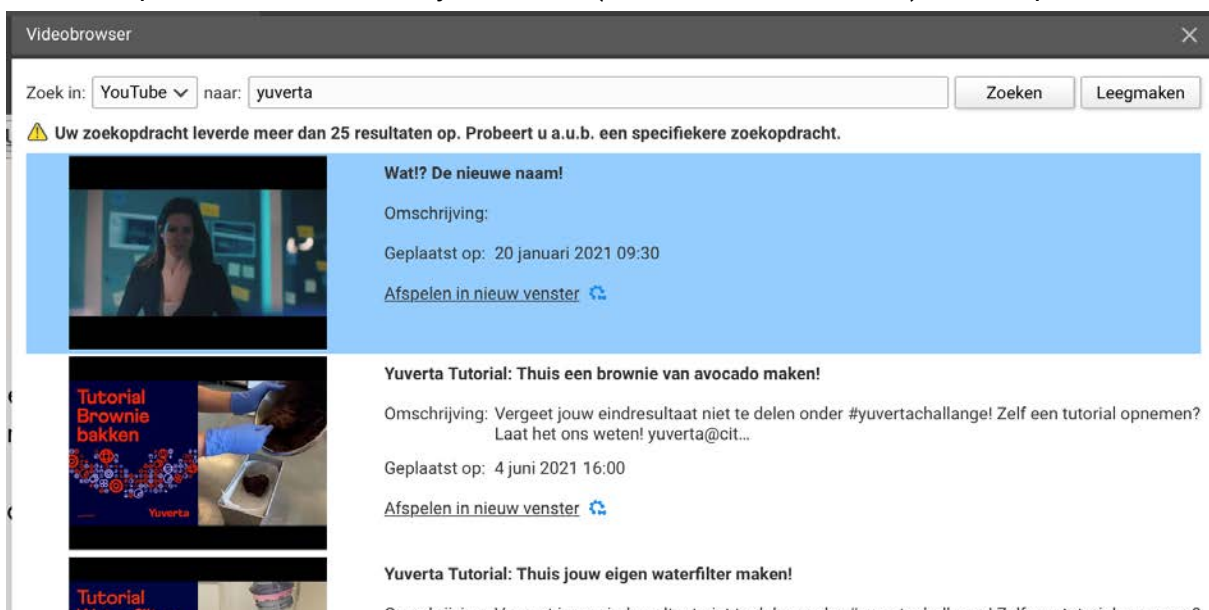 Videobrowser
Zoek in: YouTube naar: yuverta Zoeken Leegmaken
Uw zoekopdracht leverde meer dan 25 resultaten op. Probeert u a.u.b. een specifiekere zoekopdracht.
Wat!? De nieuwe naam!
Omschrijving:
Geplaatst op: 20 januari 2021 09:30
Afspelen in nieuw venster
Tutorial
Brownie
bakken
Yuverta
Yuverta Tutorial: Thuis een brownie van avocado maken!
Omschrijving: Vergeet jouw eindresultaat niet te delen onder #yuvertachallange! Zelf een tutorial opnemen?
Laat het ons weten! yuverta@cit...
Geplaatst op: 4 juni 2021 16:00
Afspelen in nieuw venster
Tutorial
Yuverta Tutorial: Thuis jouw eigen waterfilter maken!